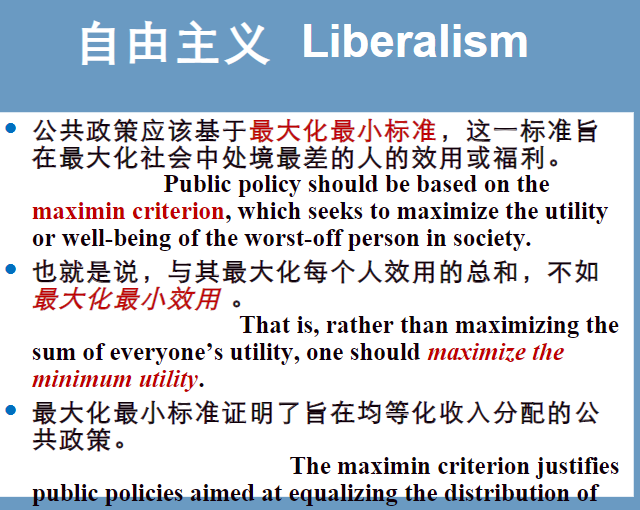 自由主义 Liberalism
公共政策应该基于最大化最小标准，这一标准旨
在最大化社会中处境最差的人的效用或福利。
Public policy should be based on the
maximin criterion, which seeks to maximize the utility
or well-being of the worst-off person in society.
也就是说，与其最大化每个人效用的总和，不如
最大化最小效用 。
That is, rather than maximizing the
sum of everyone’s utility, one should maximize the
minimum utility.
最大化最小标准证明了旨在均等化收入分配的公
共政策。
The maximin criterion justifies
public policies aimed at equalizing the distribution of